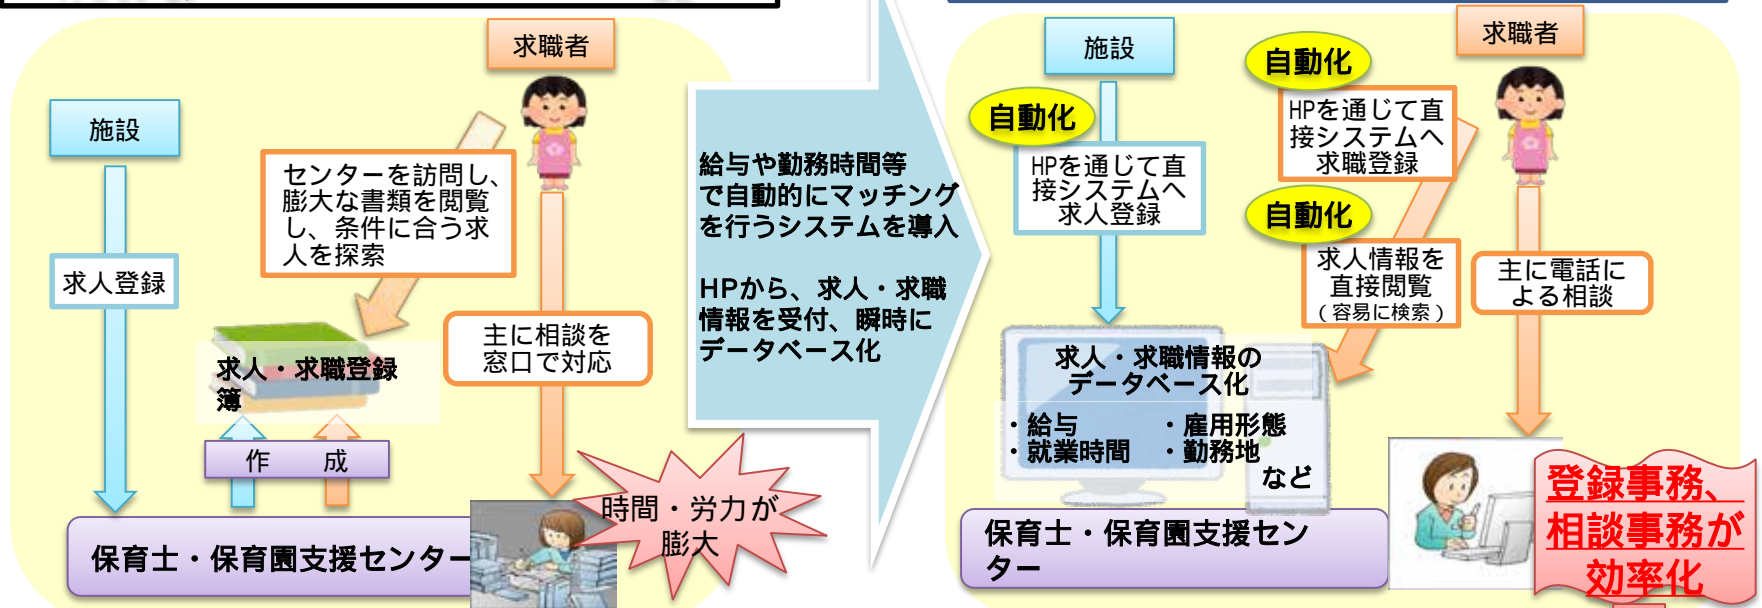 求職者
施設
センターを訪問し、
膨大な書類を閲覧
し、条件に合う求
人を探索
求人登録
主に相談を
窓口で対応
求人・求職登録
簿
作　成
時間・労力が
膨大
保育士・保育園支援センター
給与や勤務時間等
で自動的にマッチング
を行うシステムを導入
HPから、求人・求職
情報を受付、瞬時に
データベース化
施設
求職者
自動化
HPを通じて直
接システムへ
求人登録
自動化
HPを通じて直
接システムへ
求職登録
自動化
求人情報を
直接閲覧
(容易に検索)
主に電話に
よる相談
求人・求職情報の
データベース化
・給与　・雇用形態
・就業時間　・勤務地
など
保育士・保育園支援セン
ター
登録事務、
相談事務が
効率化